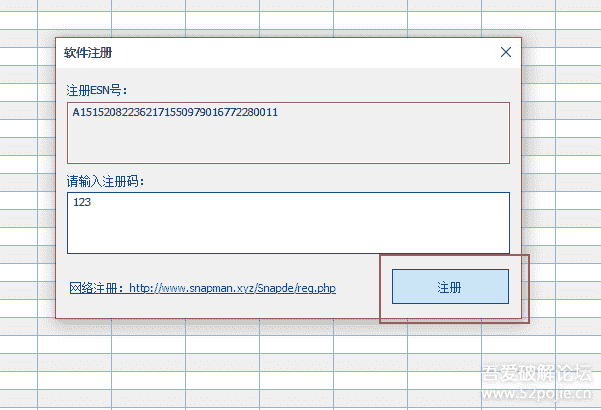 软件注册
注册ESN号：
A151520822362171550979016772280011
请输入注册码：
123
网络注册：http://www.snapman.xyz/Snapde/reg.php
注册
吾爱破解论坛
www.52pojie.cn